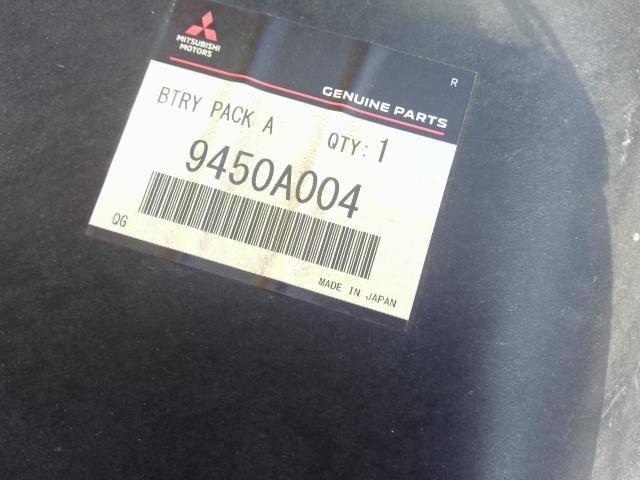 MITSUBISHI
MOTORS
R
GENUINE PARTS
BTRY PACK A
QTY: 1
9450A004
QG
MADE IN JAPAN